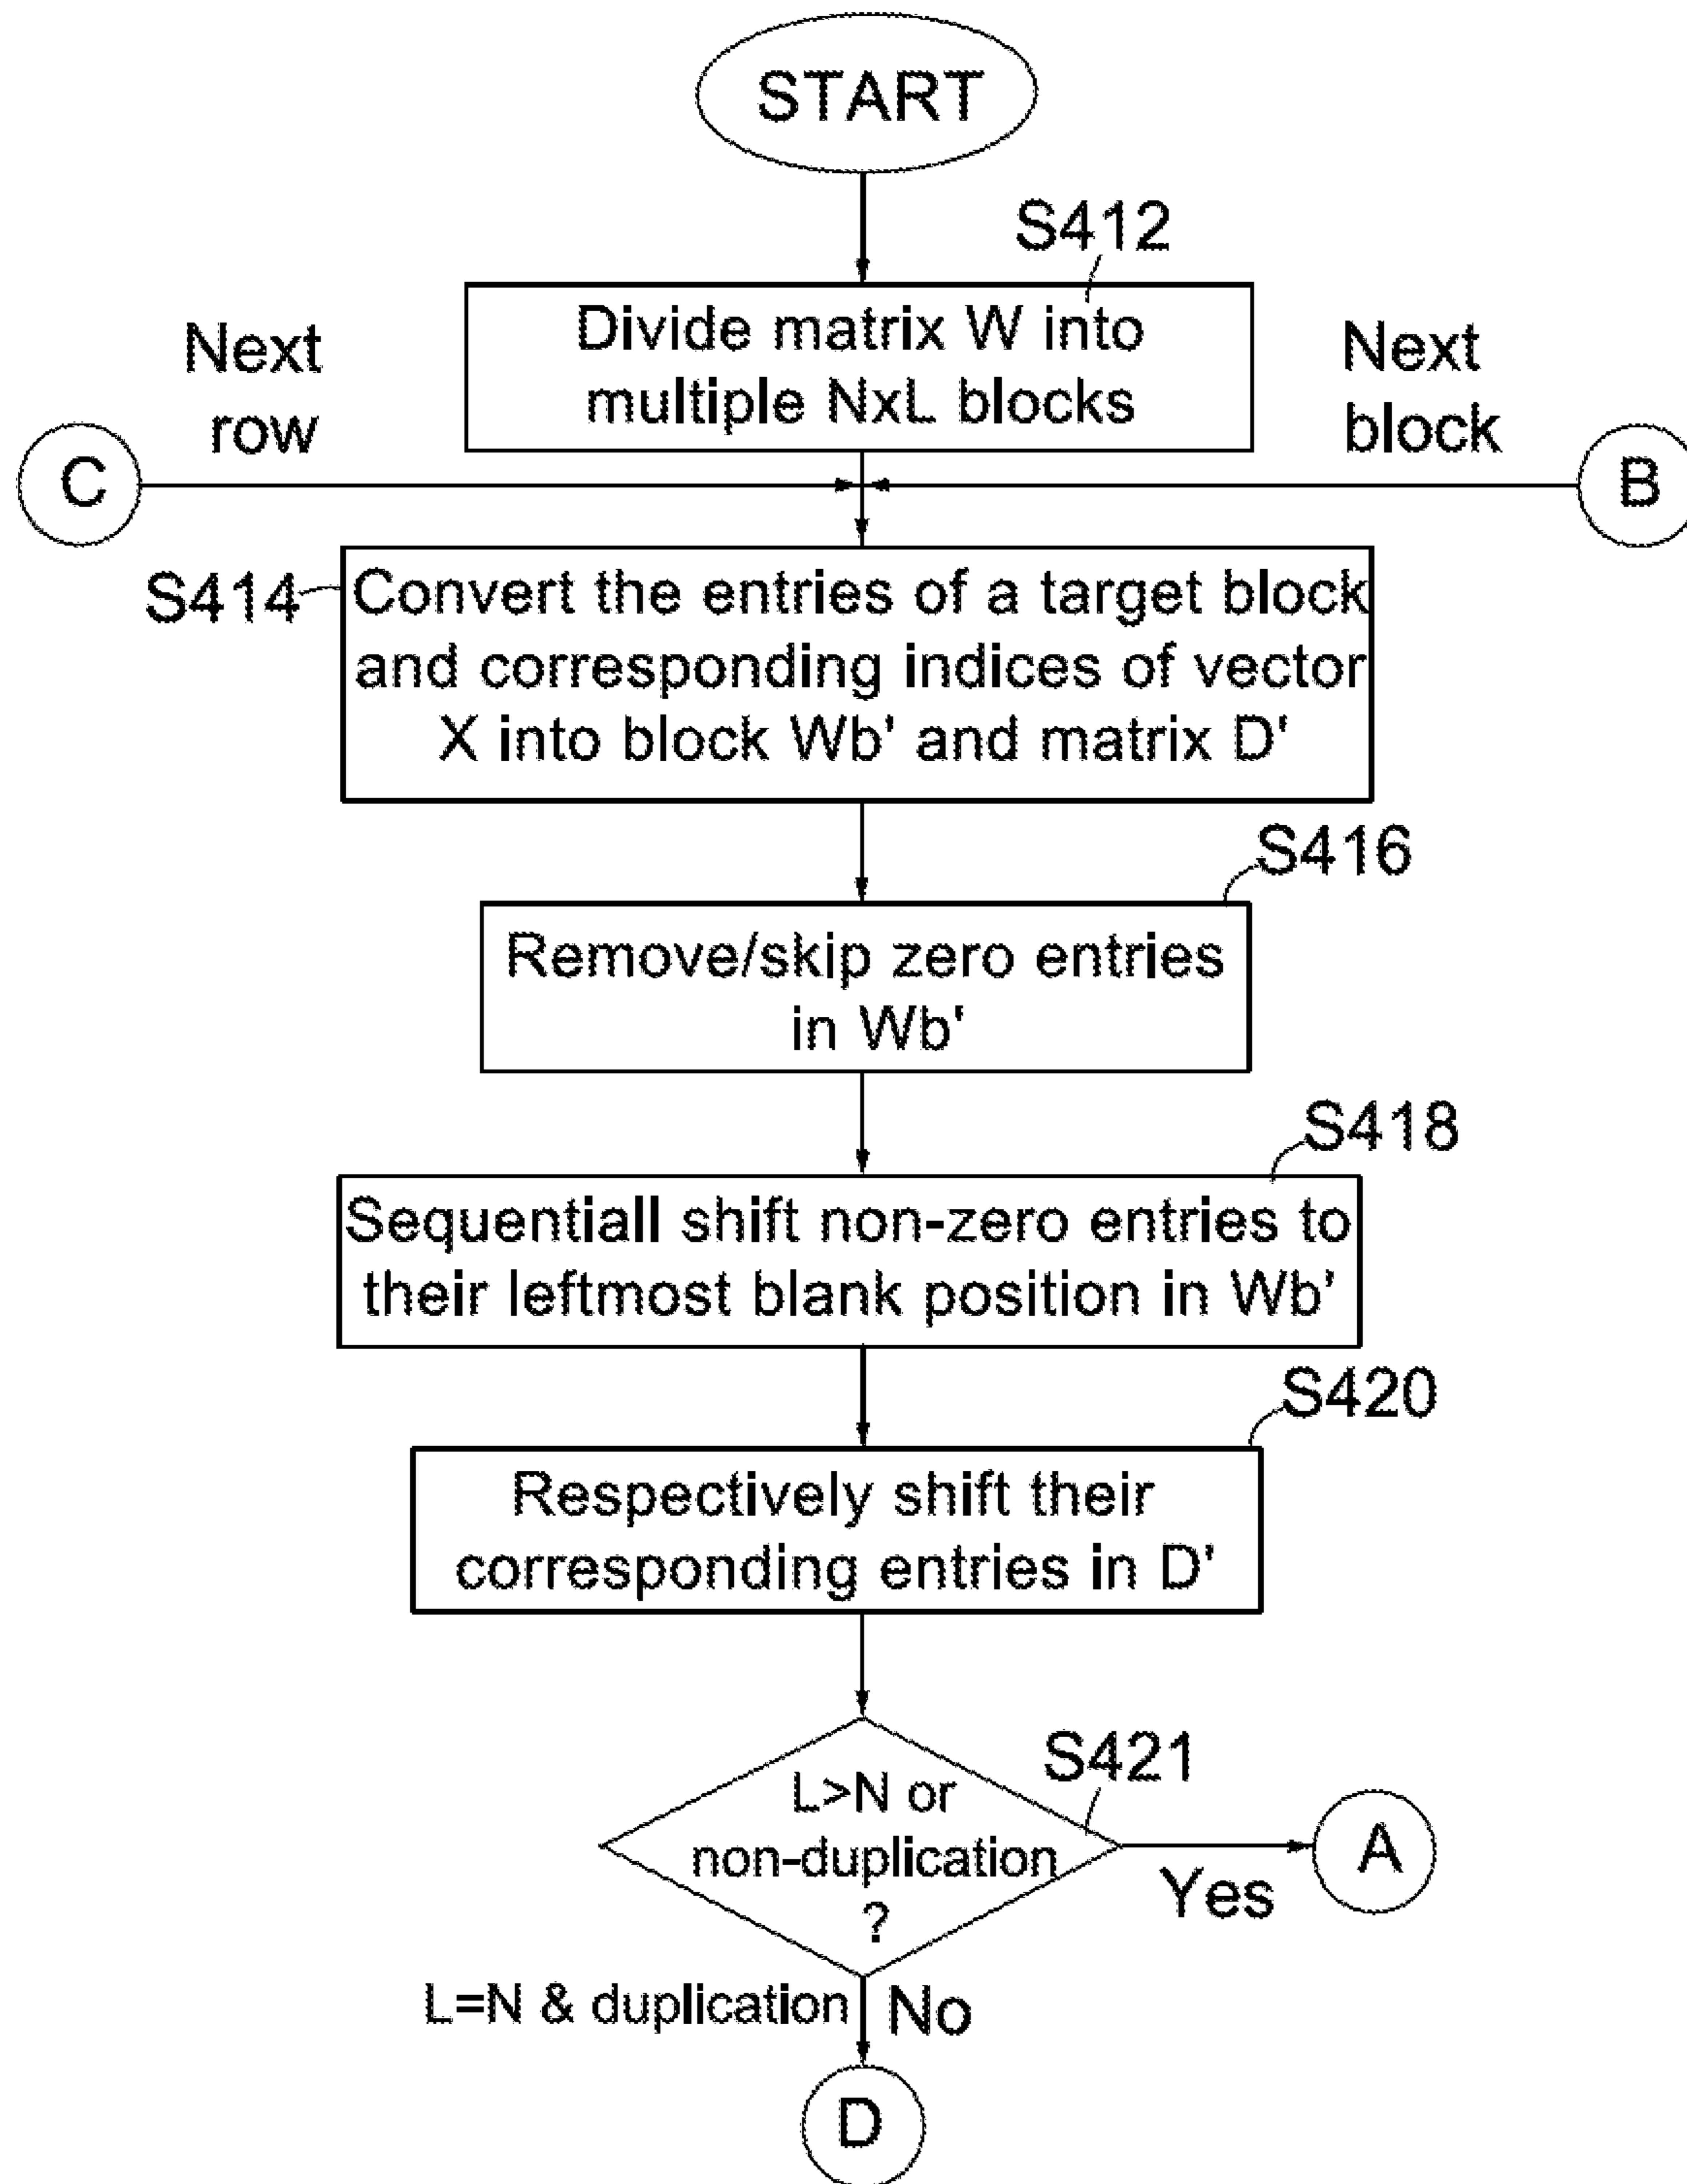 START
S412
Divide matrix W into
multiple NxL blocks
Next
row
Next
block
C
B
S414
Convert the entries of a target block
and corresponding indices of vector
X into block Wb' and matrix D'
S416
Remove/skip zero entries
in Wb'
S418
Sequentiall shift non-zero entries to
their leftmost blank position in Wb'
S420
Respectively shift their
corresponding entries in D'
S421
L>N or
non-duplication
?
A
Yes
L=N & duplication
No
D